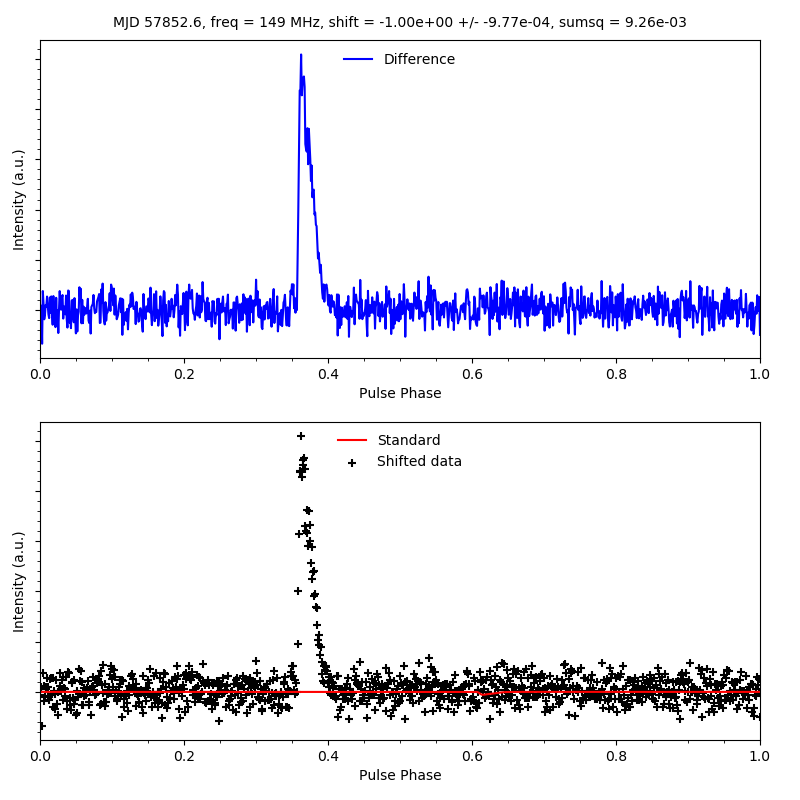 MJD 57852.6, freq = 149 MHz, shift = -1.00e+00 +/- -9.77e-04, sumsq = 9.26e-03
Difference
Intensity (a.u.)
0.0 0.2 0.4 0.6 0.8 1.0
Pulse Phase
Standard
Shifted data
Intensity (a.u.)
0.0 0.2 0.4 0.6 0.8 1.0
Pulse Phase